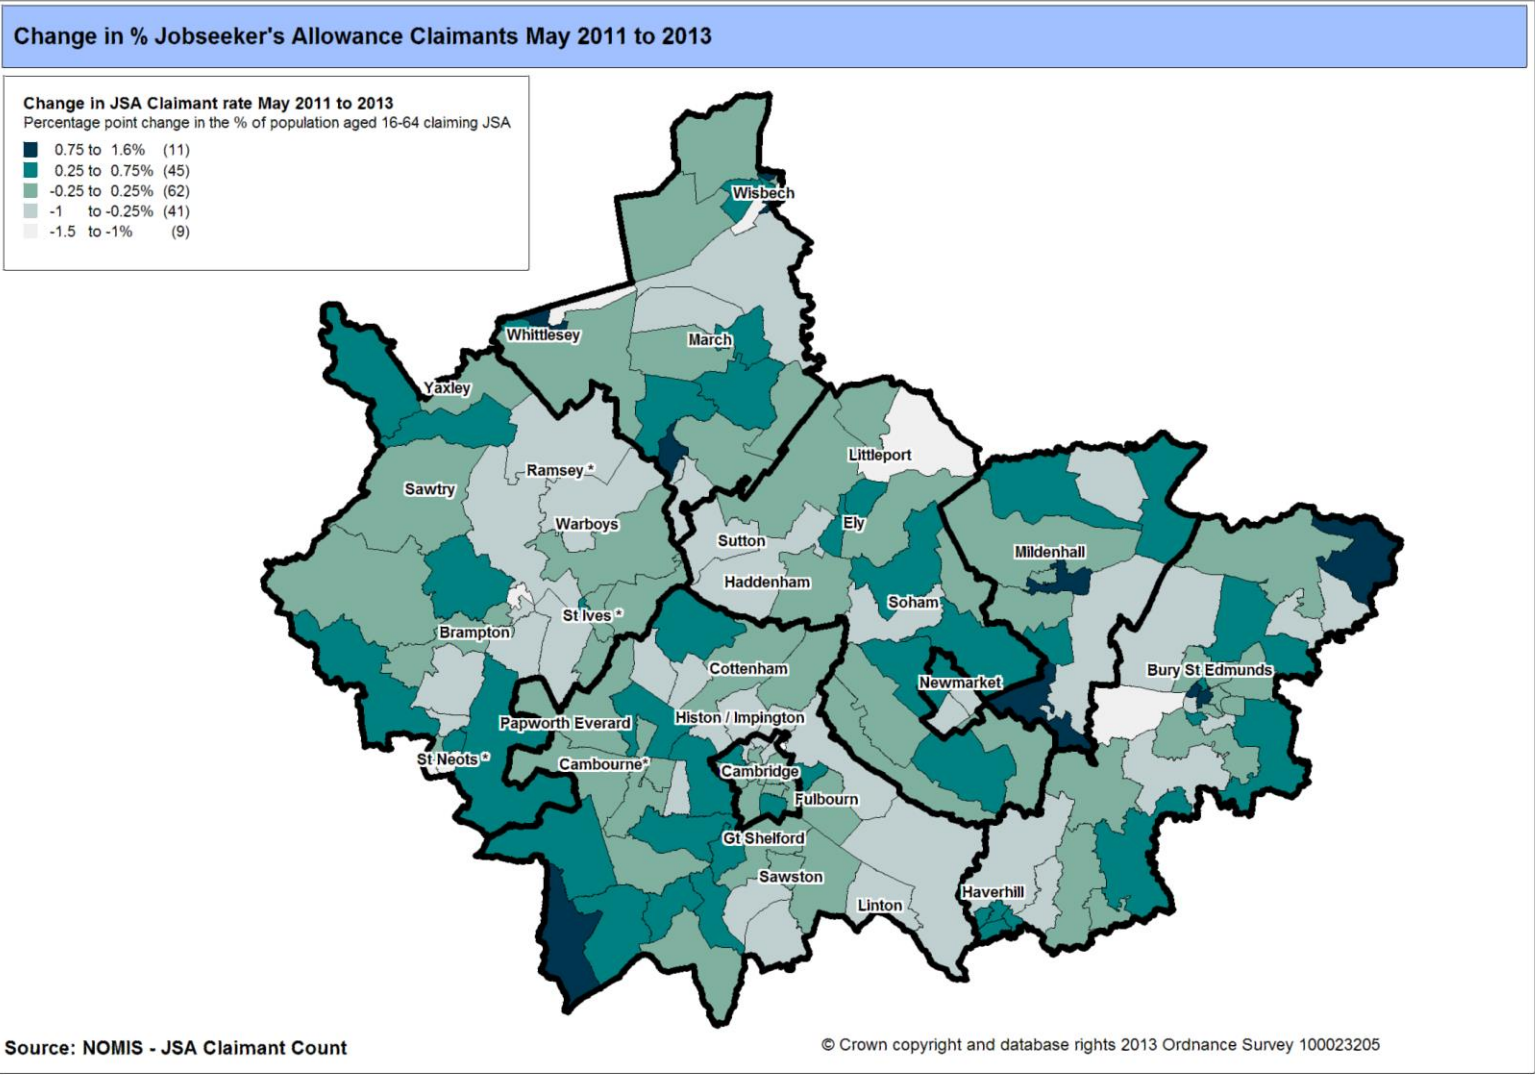 Change in % Jobseeker's Allowance Claimants May 2011 to 2013
Change in JSA Claimant rate May 2011 to 2013
Percentage point change in the % of population aged 16-64 claiming JSA
0.75 to 1.6% (11)
0.25 to 0.75% (45)
-0.25 to 0.25% (62)
-1 to -0.25% (41)
-1.5 to -1% (9)
Wisbech
Whittlesey
March
Yaxley
Littleport
Ramsey *
Sawtry
Warboys
Ely
Sutton
Mildenhall
Haddenham
Soham
St Ives *
Brampton
Cottenham
Bury St Edmunds
Newmarket
Papworth Everard
Histon / Impington
St Neots *
Cambourne*
Cambridge
Fulbourn
Gt Shelford
Sawston
Haverhill
Linton
Source: NOMIS - JSA Claimant Count
© Crown copyright and database rights 2013 Ordnance Survey 100023205